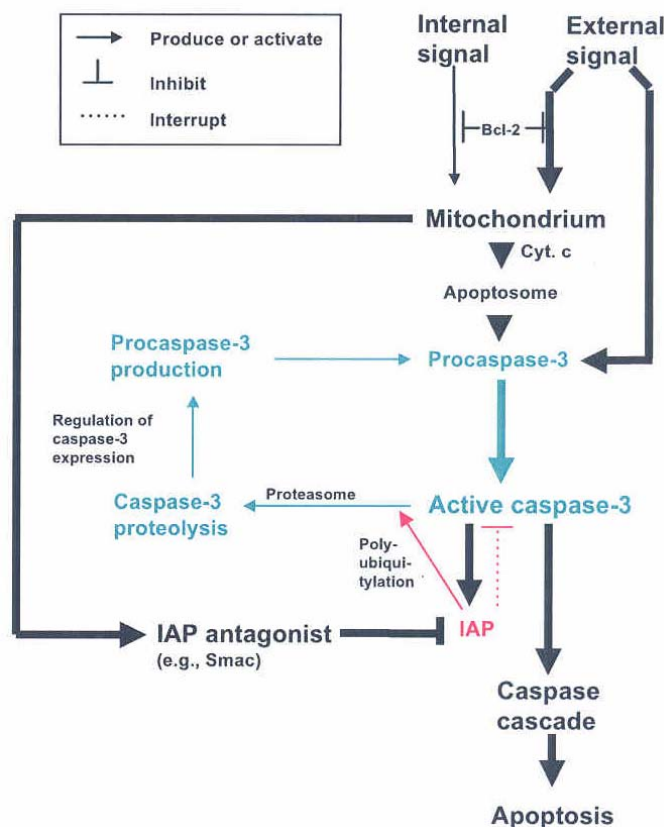 Produce or activate
Inhibit
Interrupt
Internal
signal
External
signal
Bcl-2
Mitochondrium
Cyt. c
Apoptosome
Procaspase-3
production
Procaspase-3
Regulation of
caspase-3
expression
Caspase-3
proteolysis
Proteasome
Active caspase-3
Poly-
ubiqui-
tylation
IAP antagonist
(e.g., Smac)
IAP
Caspase
cascade
Apoptosis